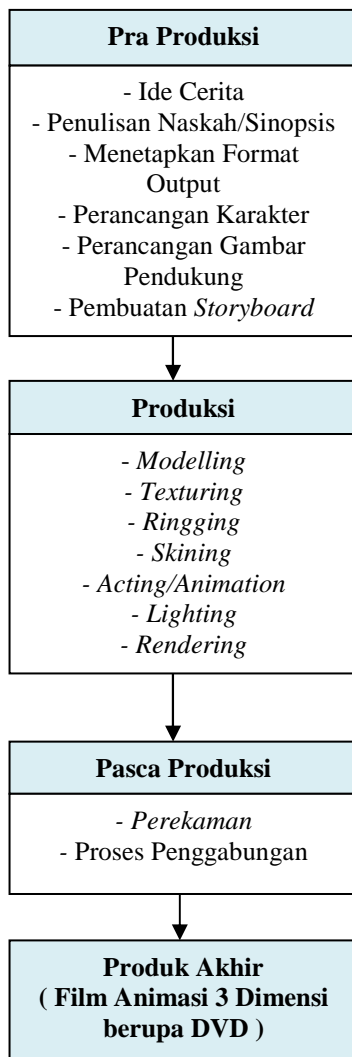 Pra Produksi
- Ide Cerita
- Penulisan Naskah/Sinopsis
- Menetapkan Format
Output
- Perancangan Karakter
- Perancangan Gambar
Pendukung
- Pembuatan Storyboard
Produksi
- Modelling
- Texturing
- Ringging
- Skining
- Acting/Animation
- Lighting
- Rendering
Pasca Produksi
- Perekaman
- Proses Penggabungan
Produk Akhir
( Film Animasi 3 Dimensi
berupa DVD )